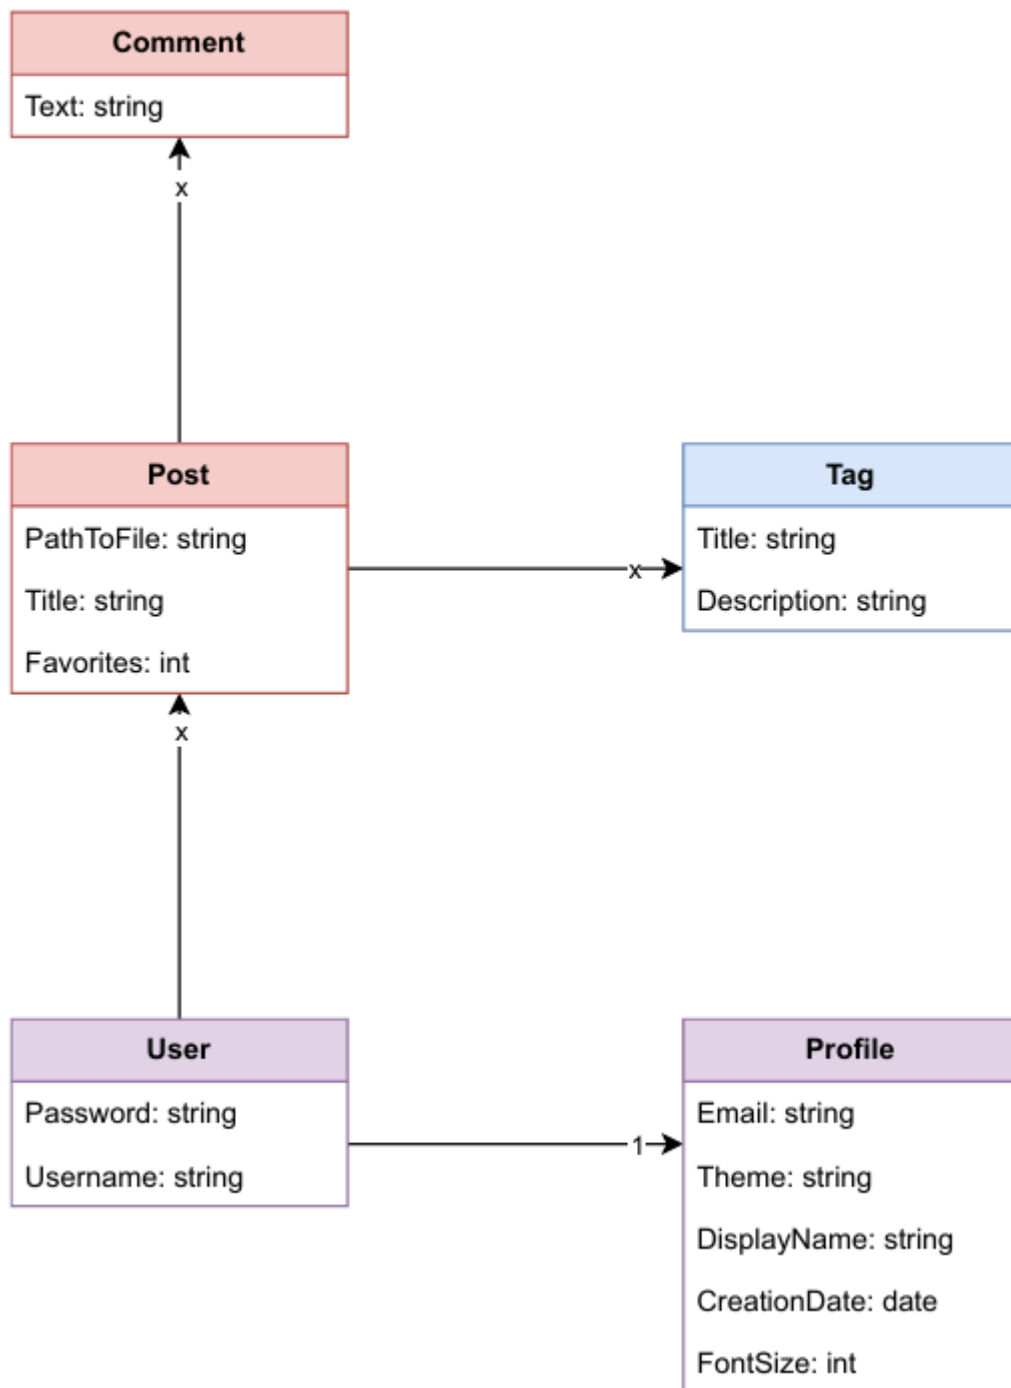 Comment
Text: string
x
Post
PathToFile: string
Title: string
Favorites: int
x
Tag
Title: string
Description: string
x
User
Password: string
Username: string
1
Profile
Email: string
Theme: string
DisplayName: string
CreationDate: date
FontSize: int